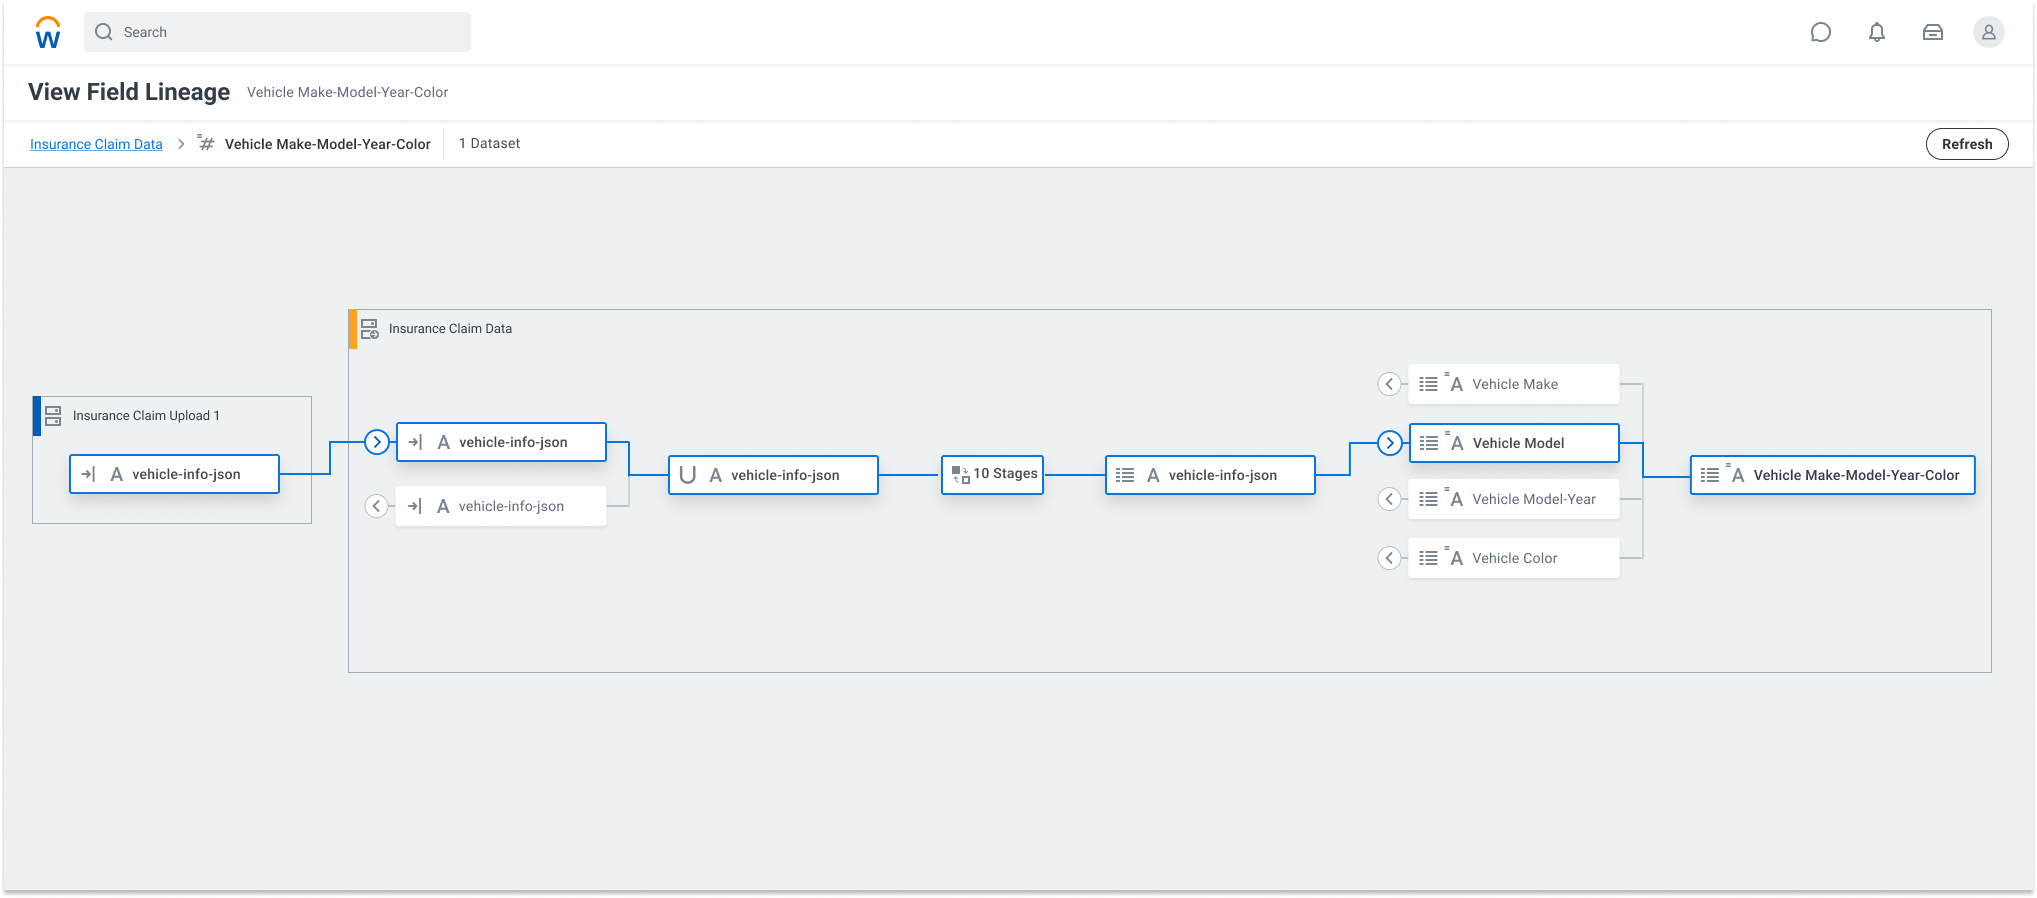 Search
View Field Lineage Vehicle Make-Model-Year-Color
Insurance Claim Data > Vehicle Make-Model-Year-Color 1 Dataset Refresh
Insurance Claim Data
Vehicle Make
Insurance Claim Upload 1
vehicle-info-json
A vehicle-info-json
A Vehicle Model
A vehicle-info-json
A vehicle-info-json
10 Stages
A vehicle-info-json
A Vehicle Make-Model-Year-Color
A vehicle-info-json
A Vehicle Model-Year
A Vehicle Color